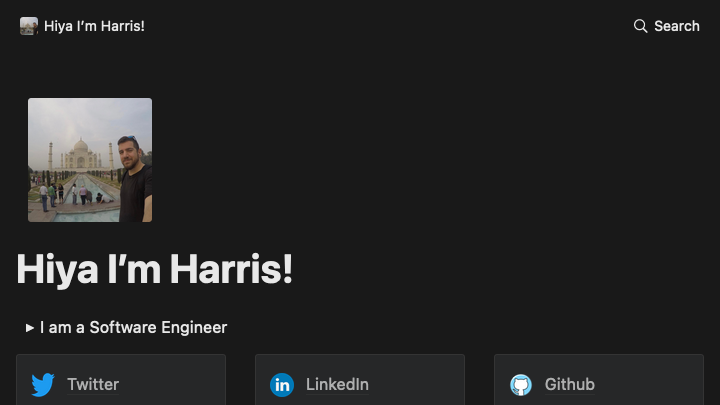 Hiya I’m Harris!
Search
Hiya I’m Harris!
I am a Software Engineer
Twitter
LinkedIn
Github